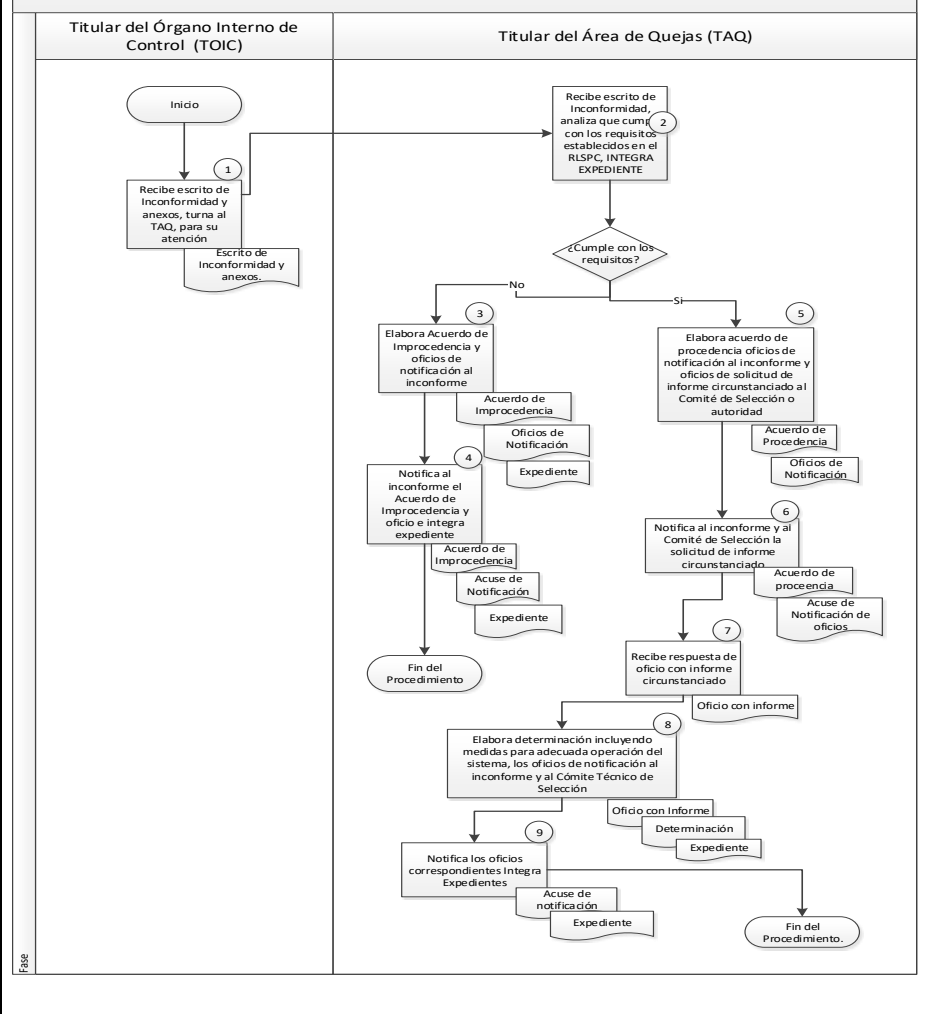 Titular del Órgano Interno de
Control (TOIC)
Titular del Área de Quejas (TAQ)
Inicio
1
Recibe escrito de
Inconformidad y
anexos, turna al
TAQ, para su
atención
Escrito de
Inconformidad y
anexos.
2
Recibe escrito de
Inconformidad,
analiza que
con los requisitos
establecidos en el
RLSPC, INTEGRA
EXPEDIENTE
¿Cumple con los
requisitos?
No
Si
3
Elabora Acuerdo de
Improcedencia y
oficios de
notificación al
inconforme
Acuerdo de
Improcedencia
Oficios de
Notificación
Expediente
4
Notifica al
inconforme el
Acuerdo de
Improcedencia y
oficio e integra
expediente
Acuerdo de
Improcedencia
Acuse de
Notificación
Expediente
Fin del
Procedimiento
5
Elabora acuerdo de
procedencia oficios de
notificación al inconforme y
oficios de solicitud de
informe circunstanciado al
Comité de Selección o
autoridad
Acuerdo de
Procedencia
Oficios de
Notificación
6
Notifica al inconforme y al
Comité de Selección la
solicitud de informe
circunstanciado
Acuerdo de
proceencia
Acuse de
Notificación de
oficios
7
Recibe respuesta de
oficio con informe
circunstanciado
Oficio con informe
8
Elabora determinación incluyendo
medidas para adecuada operación del
sistema, los oficios de notificación al
inconforme y al Cómite Técnico de
Selección
Oficio con Informe
Determinación
Expediente
9
Notifica los oficios
correspondientes Integra
Expedientes
Acuse de
notificación
Expediente
Fin del
Procedimiento.
Fase